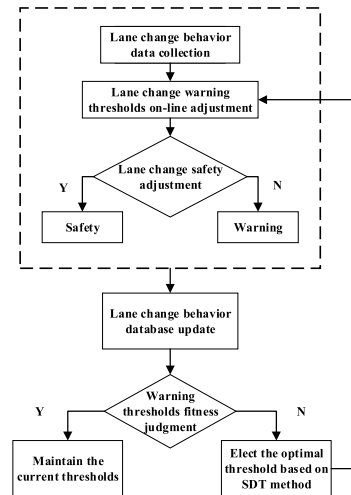 Lane change behavior
data collection
Lane change warning
thresholds on-line adjustment
Lane change safety
adjustment
Y
N
Safety
Warning
Lane change behavior
database update
Warning
thresholds fitness
judgment
Y
N
Maintain the
current thresholds
Elect the optimal
threshold based on
SDT method